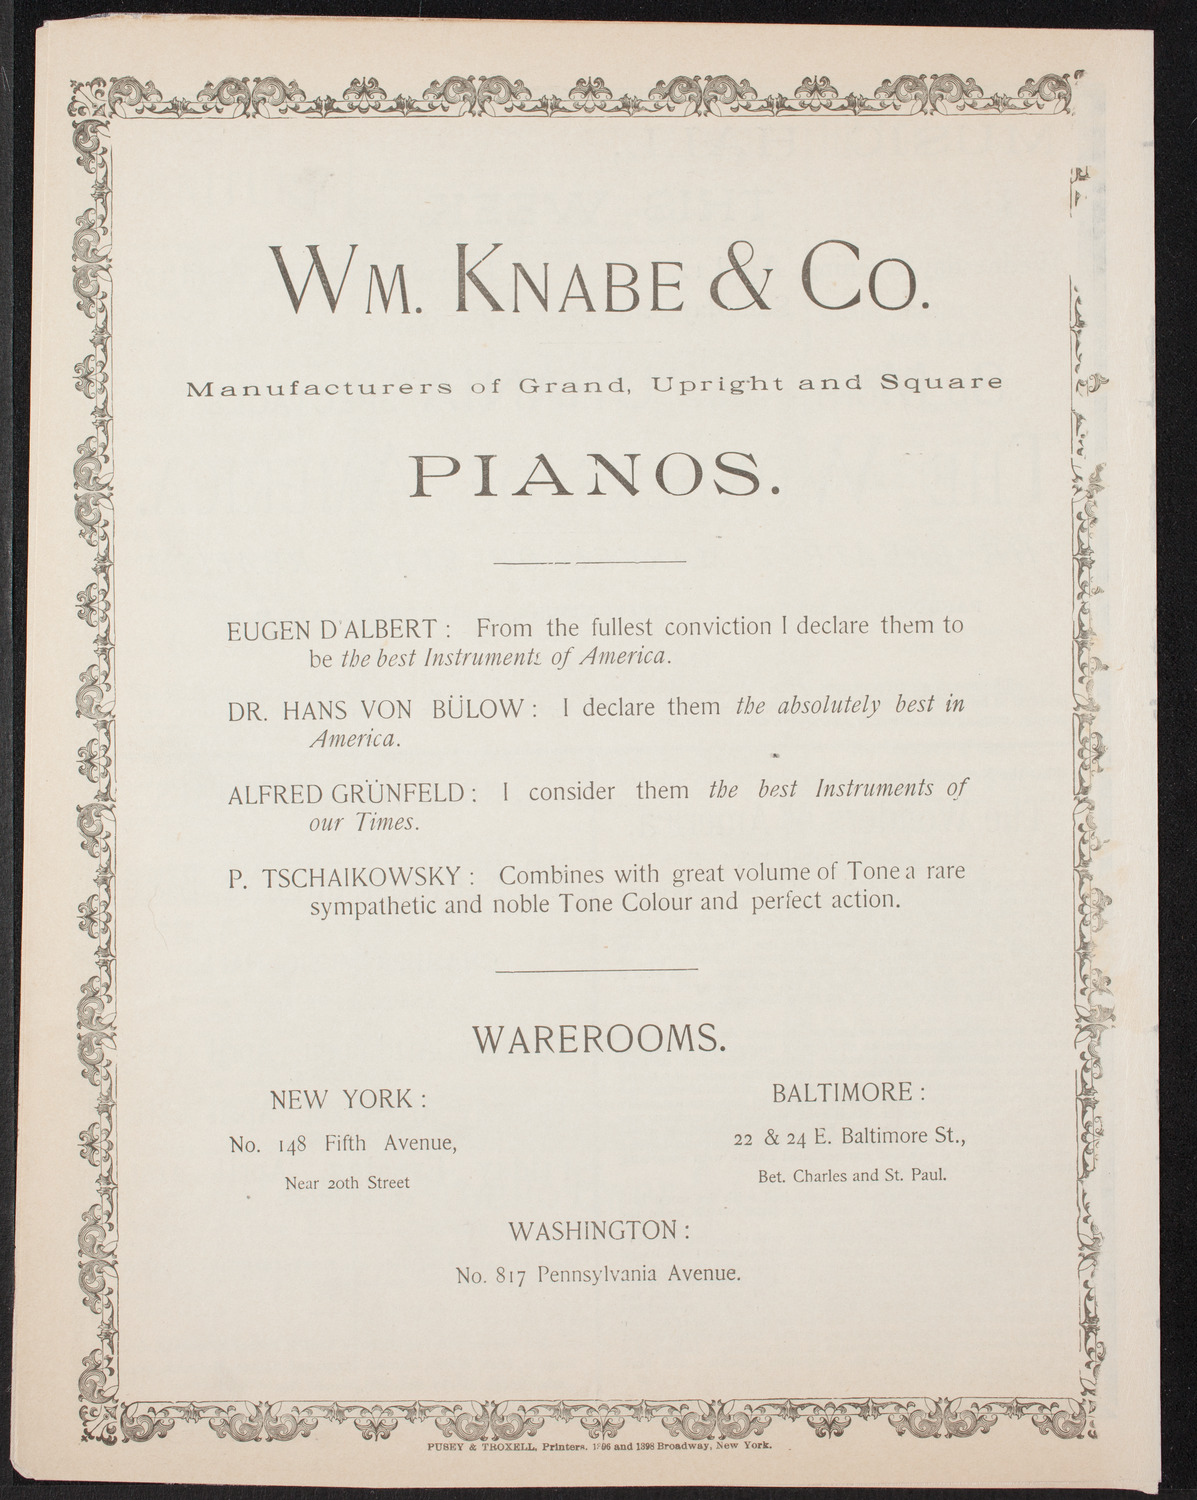 WM. KNABE & CO.
Manufacturers of Grand, Upright and Square
PIANOS.
EUGEN D'ALBERT : From the fullest conviction I declare them to
be the best Instruments of America.
DR. HANS VON BÜLOW : I declare them the absolutely best in
America.
ALFRED GRÜNFELD : I consider them the best Instruments of
our Times.
P. TSCHAIKOWSKY : Combines with great volume of Tone a rare
sympathetic and noble Tone Colour and perfect action.
WAREROOMS.
NEW YORK :
No. 148 Fifth Avenue,
Near 20th Street
BALTIMORE :
22 & 24 E. Baltimore St.,
Bet. Charles and St. Paul.
WASHINGTON :
No. 817 Pennsylvania Avenue.
PUSEY & TROXELL, Printers, and 1398 Broadway, New York.